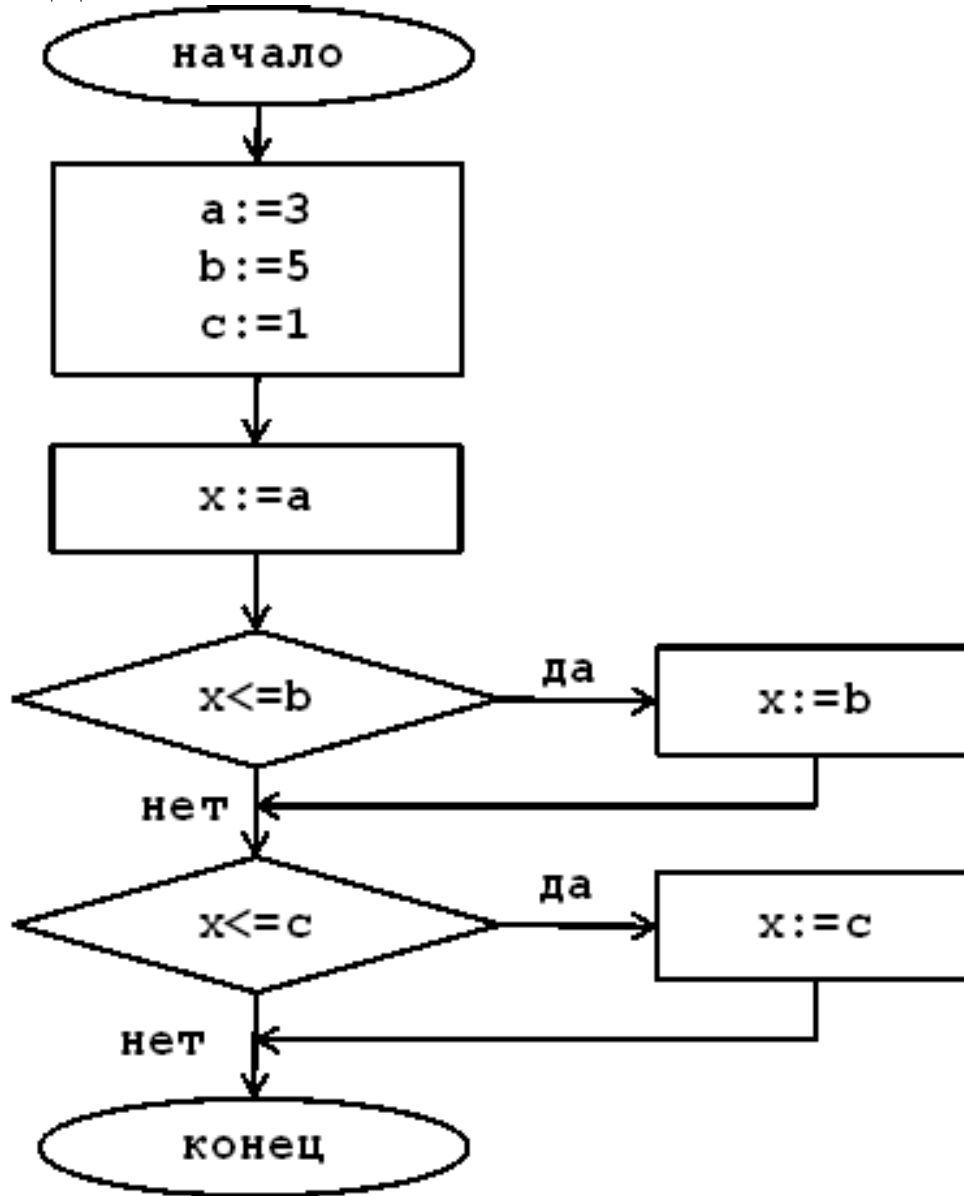 начало
a:=3
b:=5
c:=1
x:=a
x<=b
да
x:=b
нет
x<=c
да
x:=c
нет
конец